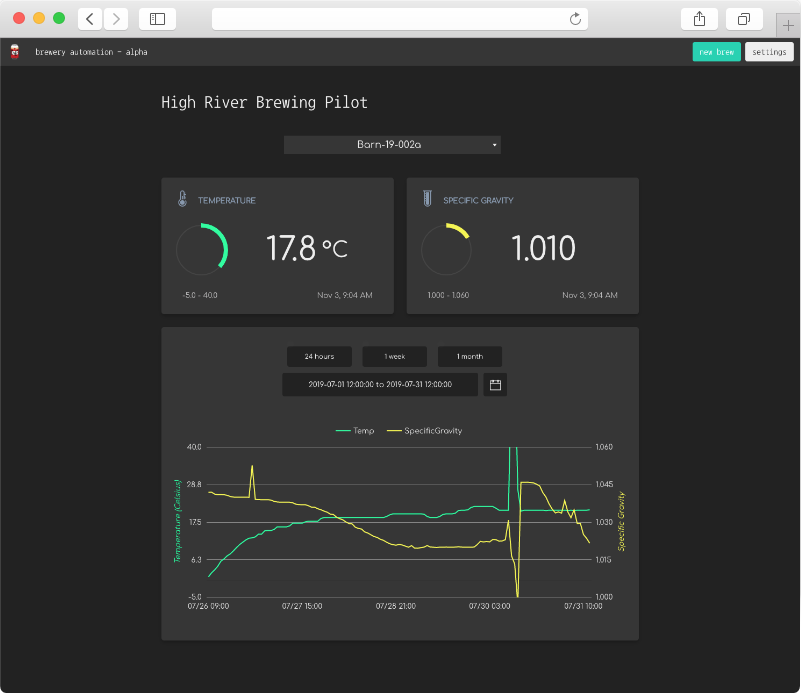 brewery automation - alpha
new brew
settings
High River Brewing Pilot
Barn-19-002a
TEMPERATURE
17.8 °C
-5.0 - 40.0
Nov 3, 9:04 AM
SPECIFIC GRAVITY
1.010
1.000 - 1.060
Nov 3, 9:04 AM
24 hours
1 week
1 month
2019-07-01 12:00:00 to 2019-07-31 12:00:00
Temp
SpecificGravity
Temperature (Celsius)
40.0
28.8
17.5
6.3
-5.0
1.060
1.045
1.030
1.015
1.000
Specific Gravity
07/26 09:00
07/27 15:00
07/28 21:00
07/30 03:00
07/31 10:00